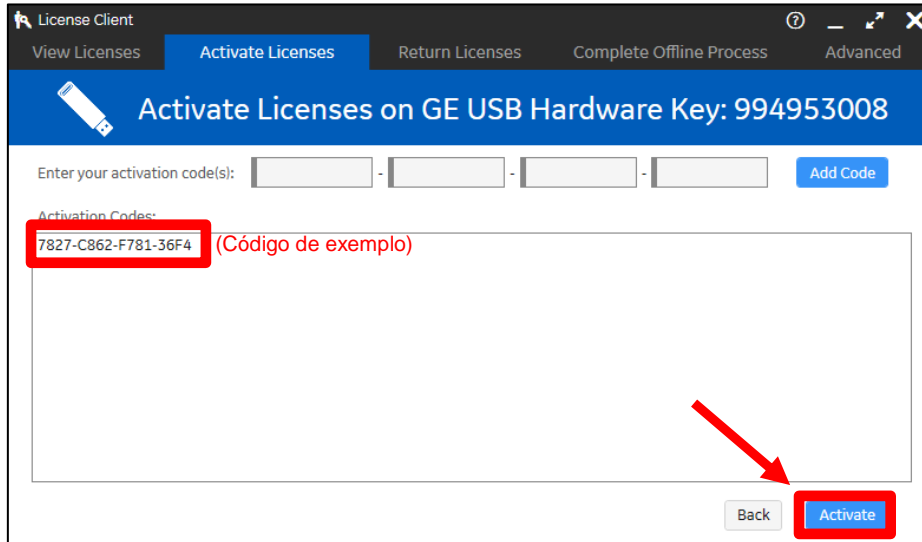 License Client
View Licenses Activate Licenses Return Licenses Complete Offline Process Advanced
Activate Licenses on GE USB Hardware Key: 994953008
Enter your activation code(s): - - - Add Code
Activation Codes:
7827-C862-F781-36F4 (Código de exemplo)
Back Activate